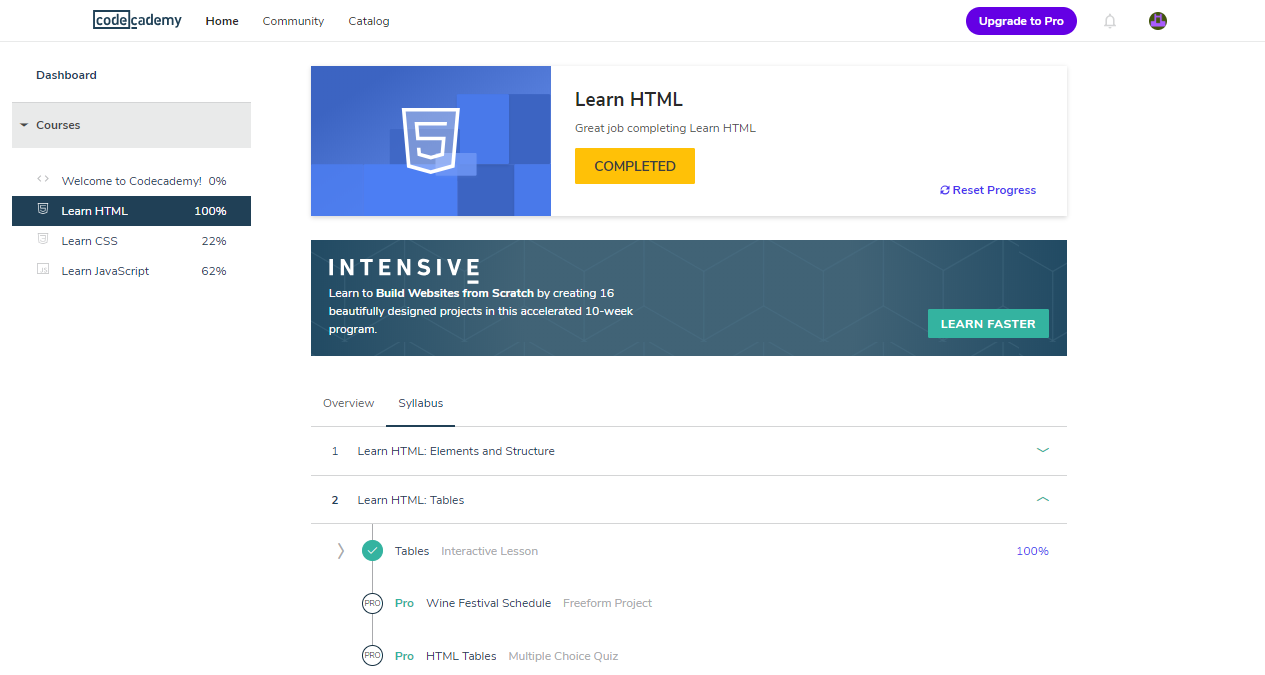 codecademy Home Community Catalog Upgrade to Pro
Dashboard
Courses
Welcome to Codecademy! 0%
Learn HTML 100%
Learn CSS 22%
Learn JavaScript 62%
Learn HTML
Great job completing Learn HTML
COMPLETED
Reset Progress
INTENSIVE
Learn to Build Websites from Scratch by creating 16
beautifully designed projects in this accelerated 10-week
program.
LEARN FASTER
Overview Syllabus
1 Learn HTML: Elements and Structure
2 Learn HTML: Tables
Tables Interactive Lesson 100%
PRO Pro Wine Festival Schedule Freeform Project
PRO Pro HTML Tables Multiple Choice Quiz